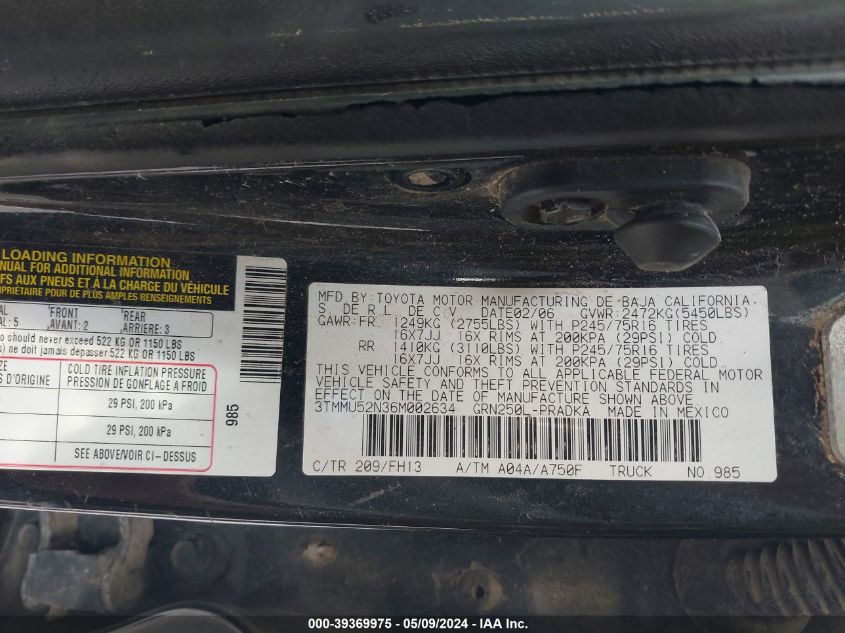 LOADING INFORMATION
NUAL FOR ADDITIONAL INFORMATION
IFS AUX PNEUS ET À LA CHARGE DU VÉHICULE
OPRIÉTAIRE POUR PLUS AMPLES RENSEIGNEMENTS
AL FRONT REAR
AL: 5 AVANT: 2 ARRIERE: 3
o should never exceed 522 KG OR 1150 LBS
s) ne doit jamais depasser 522 KG OR 1150 LBS
ZE COLD TIRE INFLATION PRESSURE
S D'ORIGINE PRESSION DE GONFLAGE A FROID
29 PSI, 200 kPa
29 PSI, 200 kPa
SEE ABOVE/VOIR CI-DESSUS
985
MFD.BY: TOYOTA MOTOR MANUFACTURING DE BAJA CALIFORNIA,
S. DE R.L. DE C.V. DATE02/06 GVWR: 2472KG(5450LBS)
GAWR: FR. 1249KG (2755LBS) WITH P245/75R16 TIRES
16X7JJ 16X RIMS AT 200KPA (29PSI) COLD
RR 1410KG (3110LBS) WITH P245/75R16 TIRES
16X7JJ 16X RIMS AT 200KPA (29PSI) COLD
THIS VEHICLE CONFORMS TO ALL APPLICABLE FEDERAL MOTOR
VEHICLE SAFETY AND THEFT PREVENTION STANDARDS IN
EFFECT ON THE DATE OF MANUFACTURE SHOWN ABOVE.
3TMMU52N36M002634 GRN250L-PRADKA MADE IN MEXICO
C/TR 209/FH13 A/TM A04A/A750F TRUCK NO.985
000-39369975 - 05/09/2024 - IAA Inc.